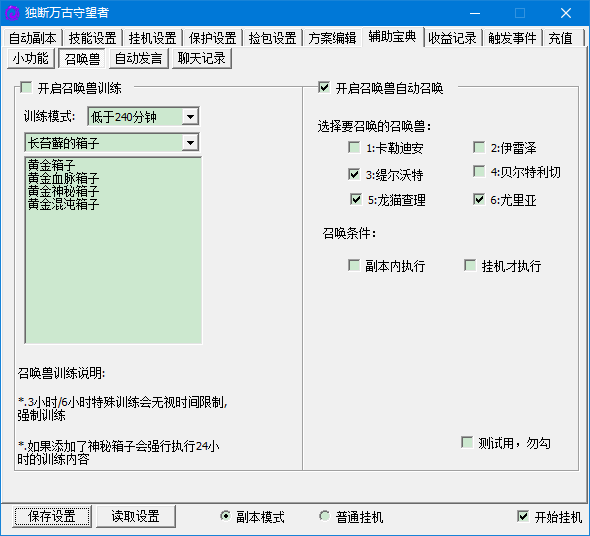 独断万古守望者
自动副本 技能设置 挂机设置 保护设置 捡包设置 方案编辑 辅助宝典 收益记录 触发事件 充值
小功能 召唤兽 自动发言 聊天记录
开启召唤兽训练
训练模式: 低于240分钟
长苔藓的箱子
黄金箱子
黄金血脉箱子
黄金神秘箱子
黄金混沌箱子
召唤兽训练说明:
*.3小时/6小时特殊训练会无视时间限制,
强制训练
*.如果添加了神秘箱子会强行执行24小
时的训练内容
开启召唤兽自动召唤
选择要召唤的召唤兽:
1:卡勒迪安 2:伊雷泽
3:缇尔沃特 4:贝尔特利切
5:龙猫查理 6:尤里亚
召唤条件:
副本内执行 挂机才执行
测试用，勿勾
保存设置 读取设置 副本模式 普通挂机 开始挂机